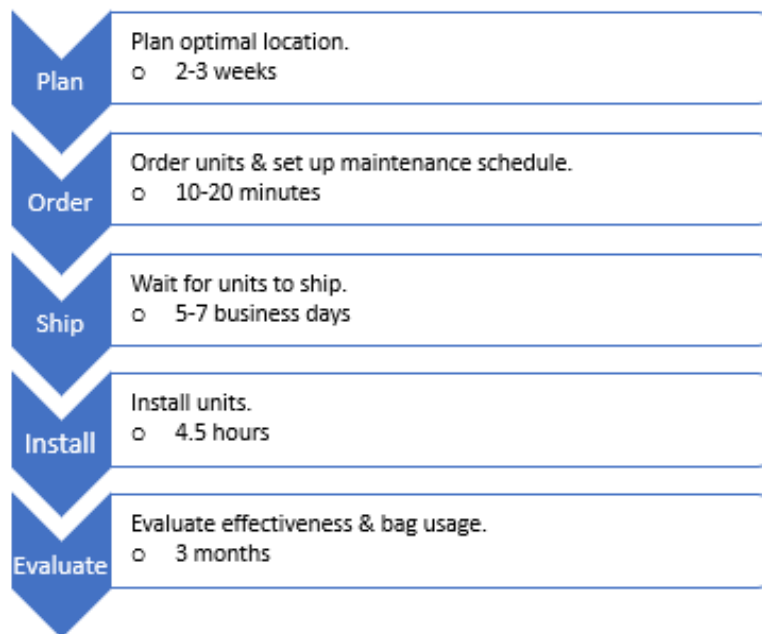 Plan
Plan optimal location.
o 2-3 weeks
Order
Order units & set up maintenance schedule.
o 10-20 minutes
Ship
Wait for units to ship.
o 5-7 business days
Install
Install units.
o 4.5 hours
Evaluate
Evaluate effectiveness & bag usage.
o 3 months